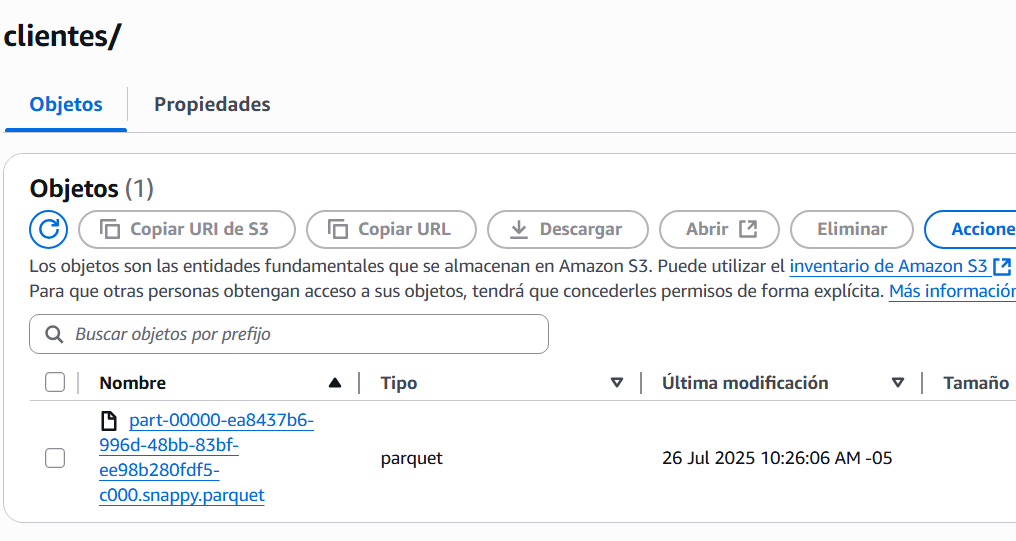 clientes/
Objetos
Propiedades
Objetos (1)
Copiar URI de S3
Copiar URL
Descargar
Abrir
Eliminar
Accione
Los objetos son las entidades fundamentales que se almacenan en Amazon S3. Puede utilizar el inventario de Amazon S3
Para que otras personas obtengan acceso a sus objetos, tendrá que concederles permisos de forma explícita. Más información
Buscar objetos por prefijo
Nombre
Tipo
Última modificación
Tamaño
part-00000-ea8437b6-
996d-48bb-83bf-
ee98b280fdf5-
c000.snappy.parquet
parquet
26 Jul 2025 10:26:06 AM -05